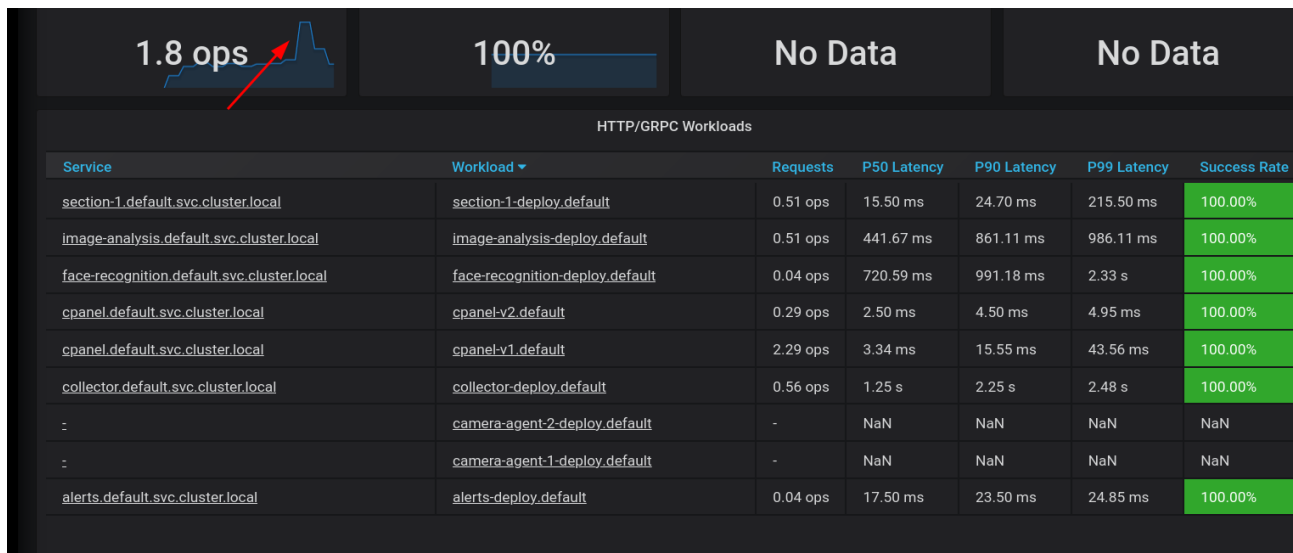 1.8 ops 100% No Data No Data
HTTP/GRPC Workloads
Service Workload Requests P50 Latency P90 Latency P99 Latency Success Rate
section-1.default.svc.cluster.local section-1-deploy.default 0.51 ops 15.50 ms 24.70 ms 215.50 ms 100.00%
image-analysis.default.svc.cluster.local image-analysis-deploy.default 0.51 ops 441.67 ms 861.11 ms 986.11 ms 100.00%
face-recognition.default.svc.cluster.local face-recognition-deploy.default 0.04 ops 720.59 ms 991.18 ms 2.33 s 100.00%
cpanel.default.svc.cluster.local cpanel-v2.default 0.29 ops 2.50 ms 4.50 ms 4.95 ms 100.00%
cpanel.default.svc.cluster.local cpanel-v1.default 2.29 ops 3.34 ms 15.55 ms 43.56 ms 100.00%
collector.default.svc.cluster.local collector-deploy.default 0.56 ops 1.25 s 2.25 s 2.48 s 100.00%
- camera-agent-2-deploy.default - NaN NaN NaN NaN
- camera-agent-1-deploy.default - NaN NaN NaN NaN
alerts.default.svc.cluster.local alerts-deploy.default 0.04 ops 17.50 ms 23.50 ms 24.85 ms 100.00%